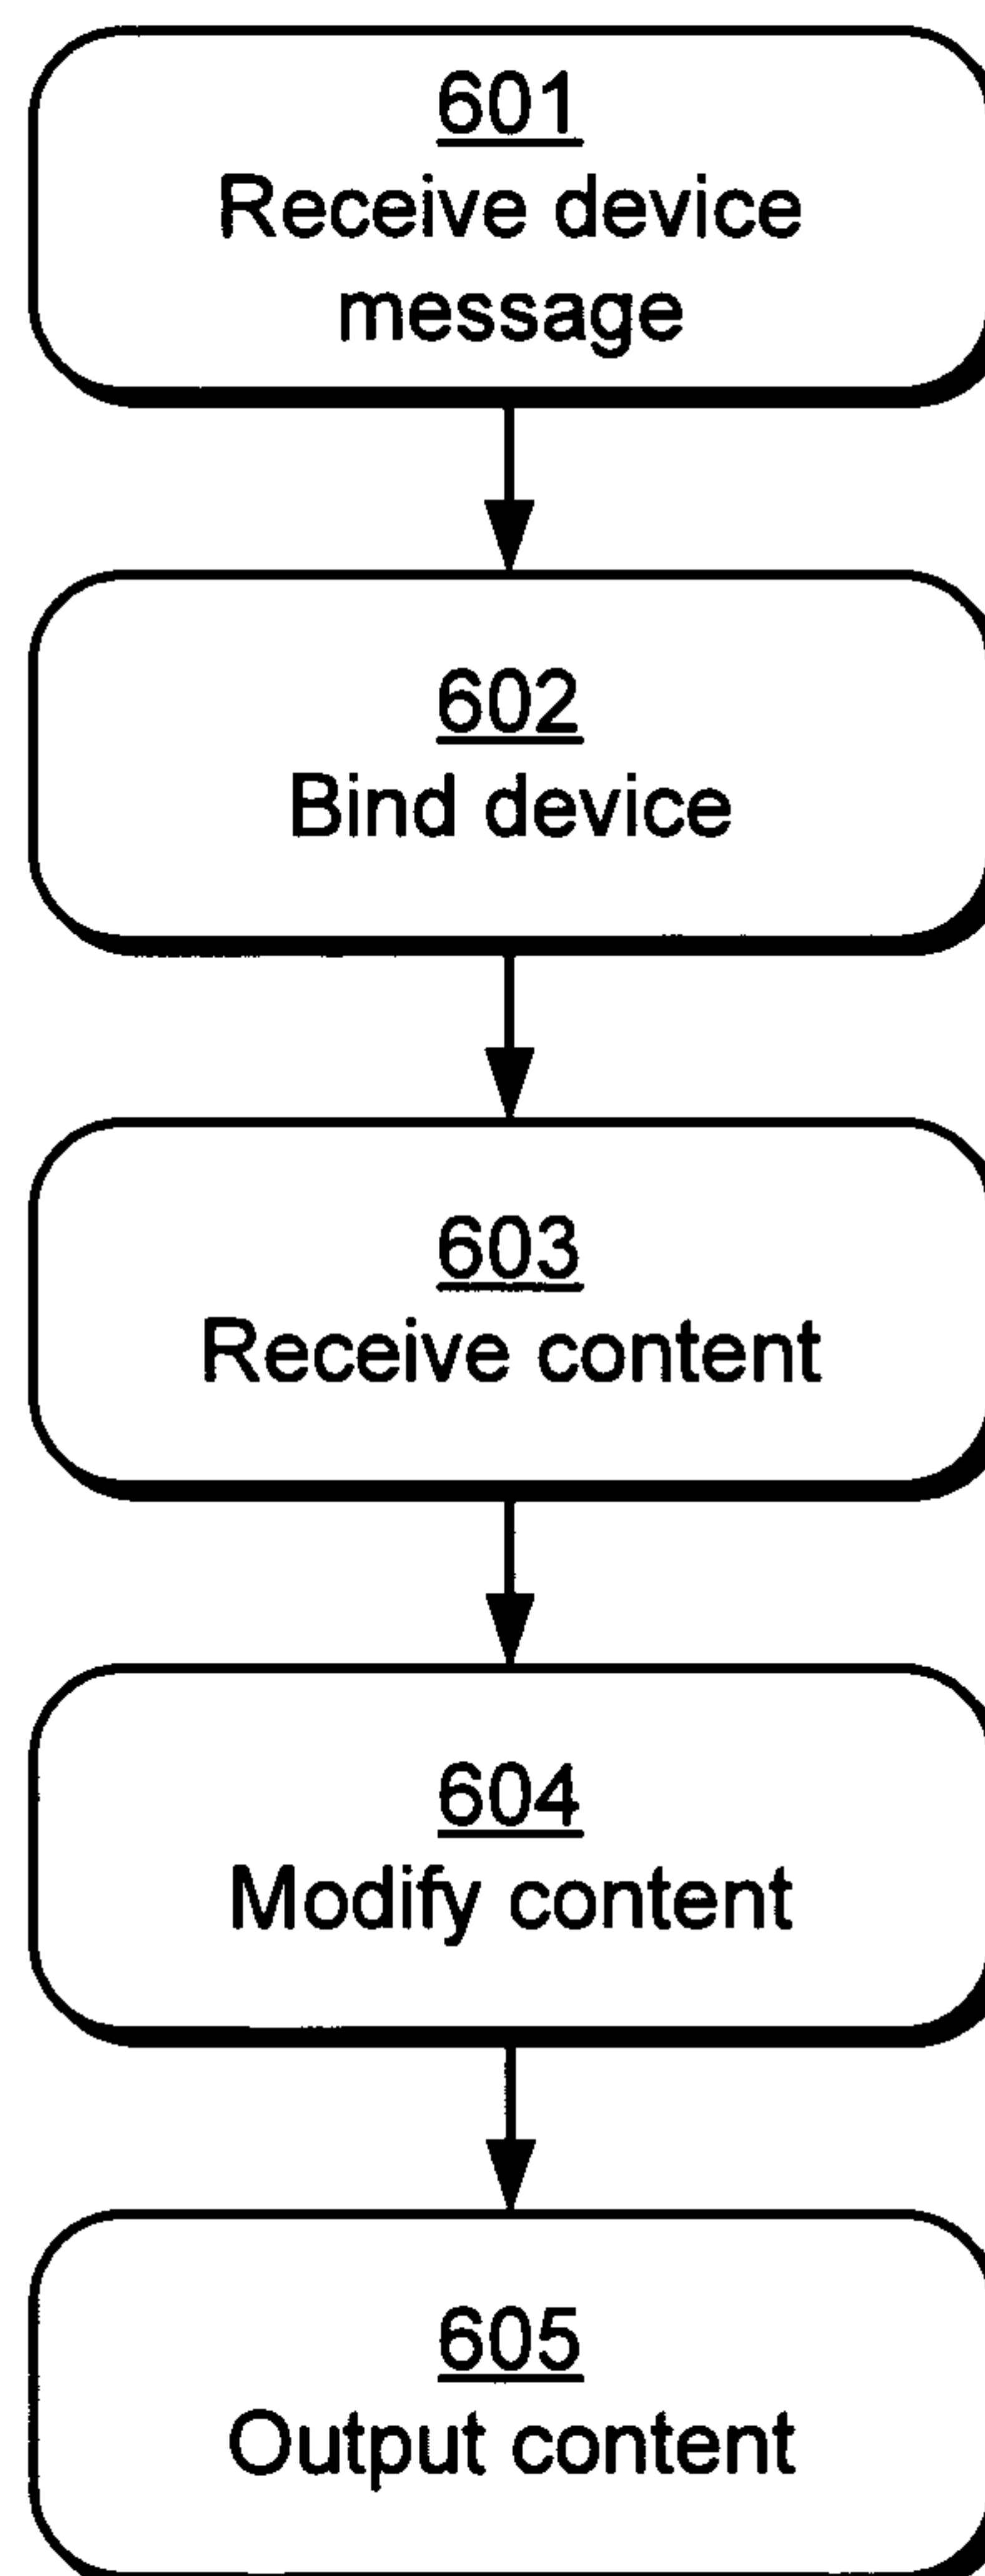 601
Receive device
message
602
Bind device
603
Receive content
604
Modify content
605
Output content